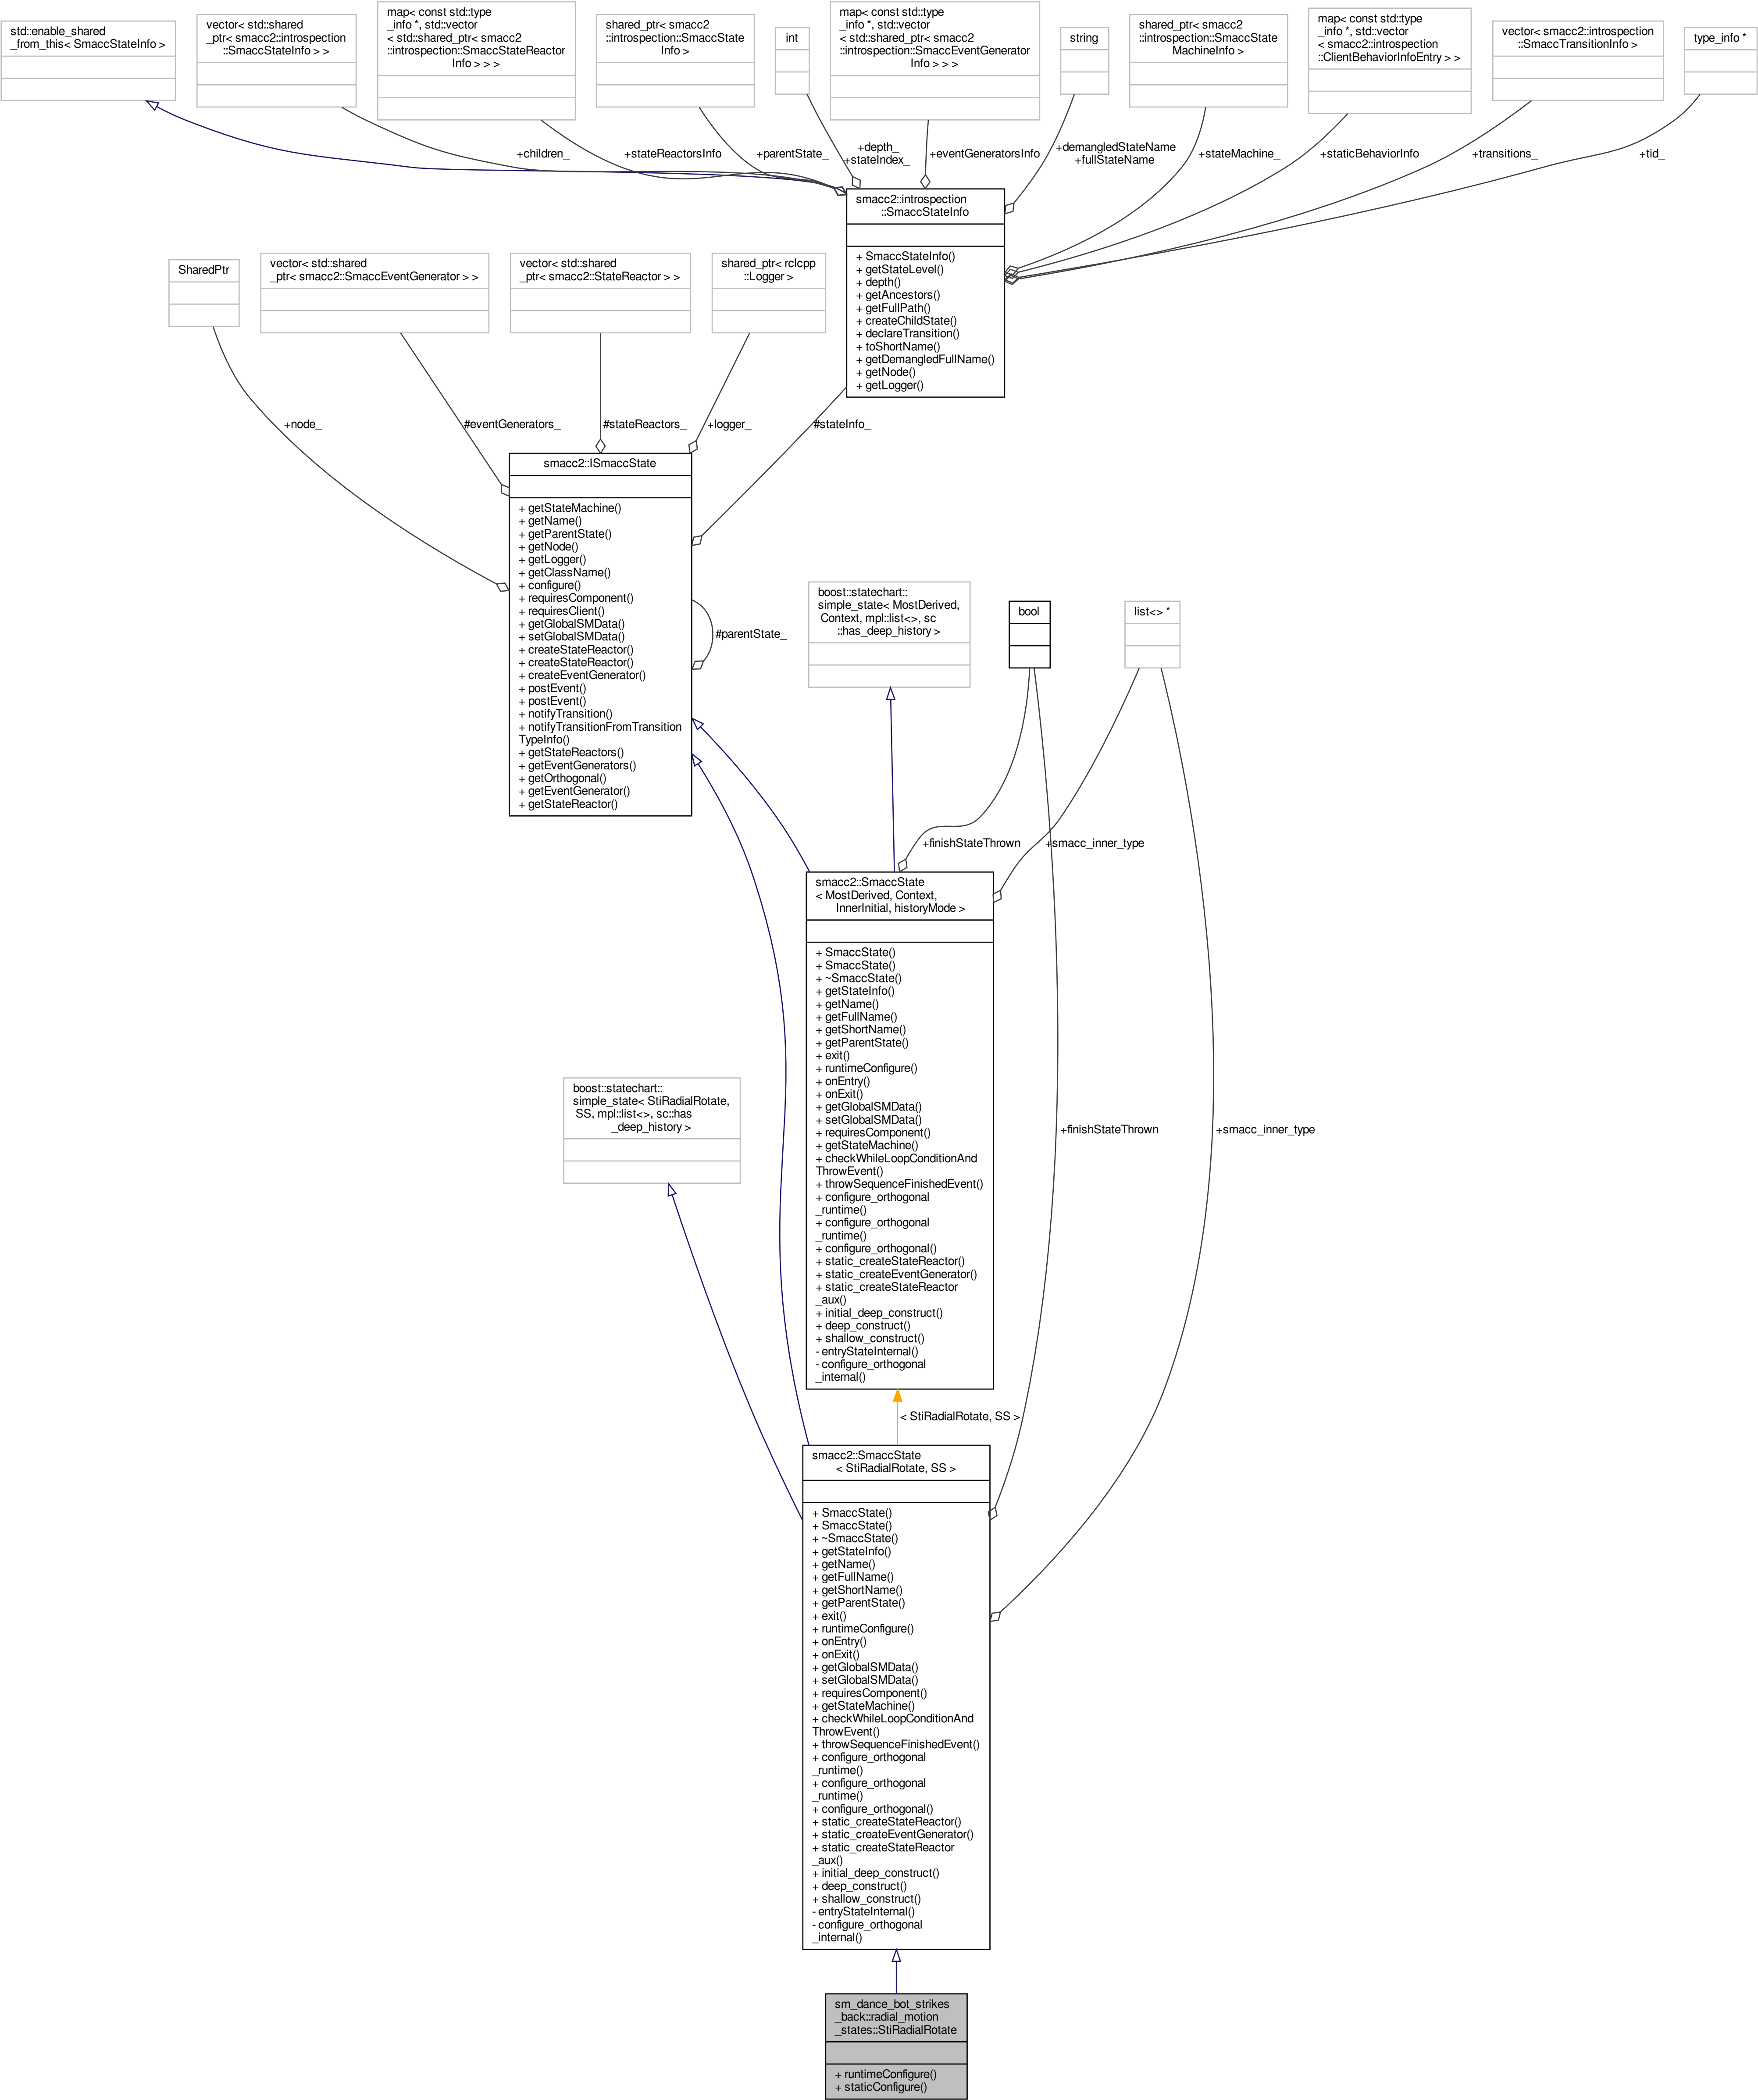 std::enable_shared
_from_this< SmaccStateInfo >
vector< std::shared
_ptr< smacc2::introspection
::SmaccStateInfo > >
map< const std::type
_info *, std::vector
< std::shared_ptr< smacc2
::introspection::SmaccStateReactor
Info > > >
shared_ptr< smacc2
::introspection::SmaccState
Info >
int
map< const std::type
_info *, std::vector
< std::shared_ptr< smacc2
::introspection::SmaccEventGenerator
Info > > >
string
shared_ptr< smacc2
::introspection::SmaccState
MachineInfo >
map< const std::type
_info *, std::vector
< smacc2::introspection
::ClientBehaviorInfoEntry > >
vector< smacc2::introspection
::SmaccTransitionInfo >
type_info *
+children_
+stateReactorsInfo
+parentState_
+depth_
+stateIndex_
+eventGeneratorsInfo
+demangledStateName
+fullStateName
+stateMachine_
+staticBehaviorInfo
+transitions_
+tid_
smacc2::introspection
::SmaccStateInfo
+ SmaccStateInfo()
+ getStateLevel()
+ depth()
+ getAncestors()
+ getFullPath()
+ createChildState()
+ declareTransition()
+ toShortName()
+ getDemangledFullName()
+ getNode()
+ getLogger()
SharedPtr
vector< std::shared
_ptr< smacc2::SmaccEventGenerator > >
vector< std::shared
_ptr< smacc2::StateReactor > >
shared_ptr< rclcpp
::Logger >
+node_
#eventGenerators_
#stateReactors_
+logger_
#stateInfo_
smacc2::ISmaccState
+ getStateMachine()
+ getName()
+ getParentState()
+ getNode()
+ getLogger()
+ getClassName()
+ configure()
+ requiresComponent()
+ requiresClient()
+ getGlobalSMData()
+ setGlobalSMData()
+ createStateReactor()
+ createStateReactor()
+ createEventGenerator()
+ postEvent()
+ postEvent()
+ notifyTransition()
+ notifyTransitionFromTransition
TypeInfo()
+ getStateReactors()
+ getEventGenerators()
+ getOrthogonal()
+ getEventGenerator()
+ getStateReactor()
#parentState_
boost::statechart::
simple_state< MostDerived,
Context, mpl::list<>, sc
::has_deep_history >
bool
list<> *
+finishStateThrown
+smacc_inner_type
smacc2::SmaccState
< MostDerived, Context,
InnerInitial, historyMode >
+ SmaccState()
+ SmaccState()
+ ~SmaccState()
+ getStateInfo()
+ getName()
+ getFullName()
+ getShortName()
+ getParentState()
+ exit()
+ runtimeConfigure()
+ onEntry()
+ onExit()
+ getGlobalSMData()
+ setGlobalSMData()
+ requiresComponent()
+ getStateMachine()
+ checkWhileLoopConditionAnd
ThrowEvent()
+ throwSequenceFinishedEvent()
+ configure_orthogonal
_runtime()
+ configure_orthogonal
_runtime()
+ configure_orthogonal()
+ static_createStateReactor()
+ static_createEventGenerator()
+ static_createStateReactor
_aux()
+ initial_deep_construct()
+ deep_construct()
+ shallow_construct()
- entryStateInternal()
- configure_orthogonal
_internal()
boost::statechart::
simple_state< StiRadialRotate,
SS, mpl::list<>, sc::has
_deep_history >
+finishStateThrown
+smacc_inner_type
< StiRadialRotate, SS >
smacc2::SmaccState
< StiRadialRotate, SS >
+ SmaccState()
+ SmaccState()
+ ~SmaccState()
+ getStateInfo()
+ getName()
+ getFullName()
+ getShortName()
+ getParentState()
+ exit()
+ runtimeConfigure()
+ onEntry()
+ onExit()
+ getGlobalSMData()
+ setGlobalSMData()
+ requiresComponent()
+ getStateMachine()
+ checkWhileLoopConditionAnd
ThrowEvent()
+ throwSequenceFinishedEvent()
+ configure_orthogonal
_runtime()
+ configure_orthogonal
_runtime()
+ configure_orthogonal()
+ static_createStateReactor()
+ static_createEventGenerator()
+ static_createStateReactor
_aux()
+ initial_deep_construct()
+ deep_construct()
+ shallow_construct()
- entryStateInternal()
- configure_orthogonal
_internal()
sm_dance_bot_strikes
_back::radial_motion
_states::StiRadialRotate
+ runtimeConfigure()
+ staticConfigure()